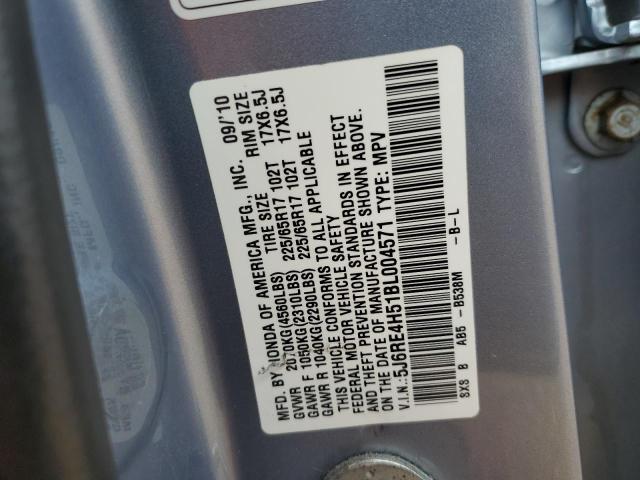 MFD. BY HONDA OF AMERICA MFG., INC. 09/'10
GVWR 2070KG(4560LBS) TIRE SIZE RIM SIZE
GAWR F 1050KG(2310LBS) 225/65R17 102T 17X6.5J
GAWR R 1040KG(2290LBS) 225/65R17 102T 17X6.5J
THIS VEHICLE CONFORMS TO ALL APPLICABLE
FEDERAL MOTOR VEHICLE SAFETY
AND THEFT PREVENTION STANDARDS IN EFFECT
ON THE DATE OF MANUFACTURE SHOWN ABOVE.
V.I.N.:5J6RE4H51BL004571 TYPE: MPV
SXS B AB5 -B538M -B-L